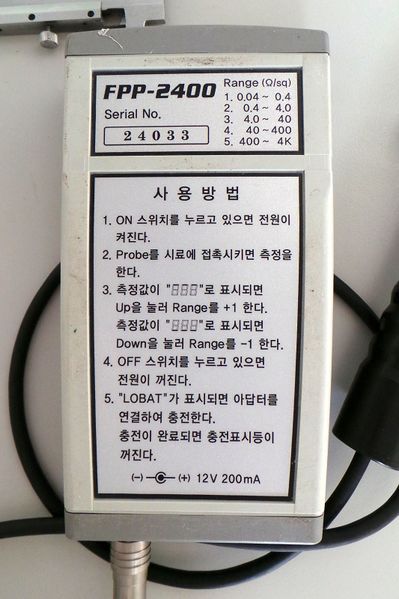 FPP-2400
Serial No.
24033
Range (Ω/sq)
1. 0.04 ~ 0.4
2. 0.4 ~ 4.0
3. 4.0 ~ 40
4. 40 ~ 400
5. 400 ~ 4K
사 용 방 법
1. ON 스위치를 누르고 있으면 전원이
켜진다.
2. Probe를 시료에 접촉시키면 측정을
한다.
3. 측정값이 "	" 로 표시되면
Up을 눌러 Range를 +1 한다.
측정값이 "	" 로 표시되면
Down을 눌러 Range를 -1 한다.
4. OFF 스위치를 누르고 있으면
전원이 꺼진다.
5. "LOBAT"가 표시되면 아답터를
연결하여 충전한다.
충전이 완료되면 충전표시등이
꺼진다.
(-) (+) 12V 200mA